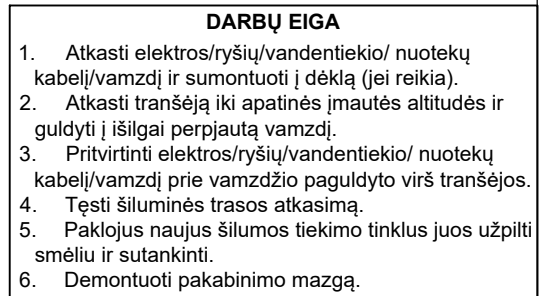 DARBŲ EIGA
1. Atkasti elektros/ryšių/vandentiekio/ nuotekų
kabelį/vamzdį ir sumontuoti į dėklą (jei reikia).
2. Atkasti tranšėją iki apatinės įmautės altitudės ir
guldyti į išilgai perpjautą vamzdį.
3. Pritvirtinti elektros/ryšių/vandentiekio/ nuotekų
kabelį/vamzdį prie vamzdžio paguldyto virš tranšėjos.
4. Tęsti šiluminės trasos atkasimą.
5. Paklojus naujus šilumos tiekimo tinklus juos užpilti
smėliu ir sutankinti.
6. Demontuoti pakabinimo mazgą.